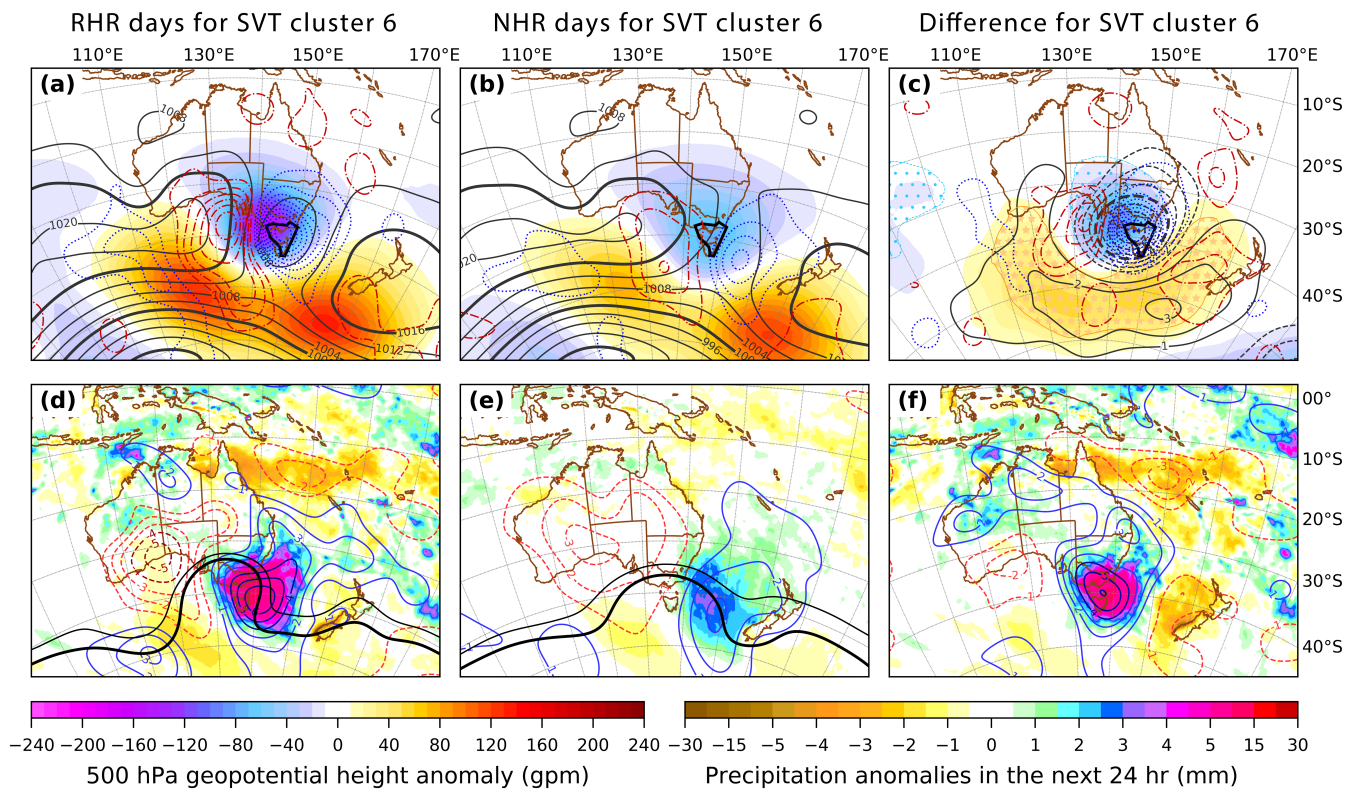 RHR days for SVT cluster 6
NHR days for SVT cluster 6
Difference for SVT cluster 6
110°E 130°E 150°E 170°E
110°E 130°E 150°E 170°E
110°E 130°E 150°E 170°E
(a)
1008
1020
1008
1016
1012
1004
(b)
1008
1008
996
1004
(c)
10°S
20°S
30°S
40°S
2
3
1
(d)
(e)
(f)
00°
10°S
20°S
30°S
40°S
−240 −200 −160 −120 −80 −40 0 40 80 120 160 200 240
500 hPa geopotential height anomaly (gpm)
−30 −15 −5 −4 −3 −2 −1 0 1 2 3 4 5 15 30
Precipitation anomalies in the next 24 hr (mm)